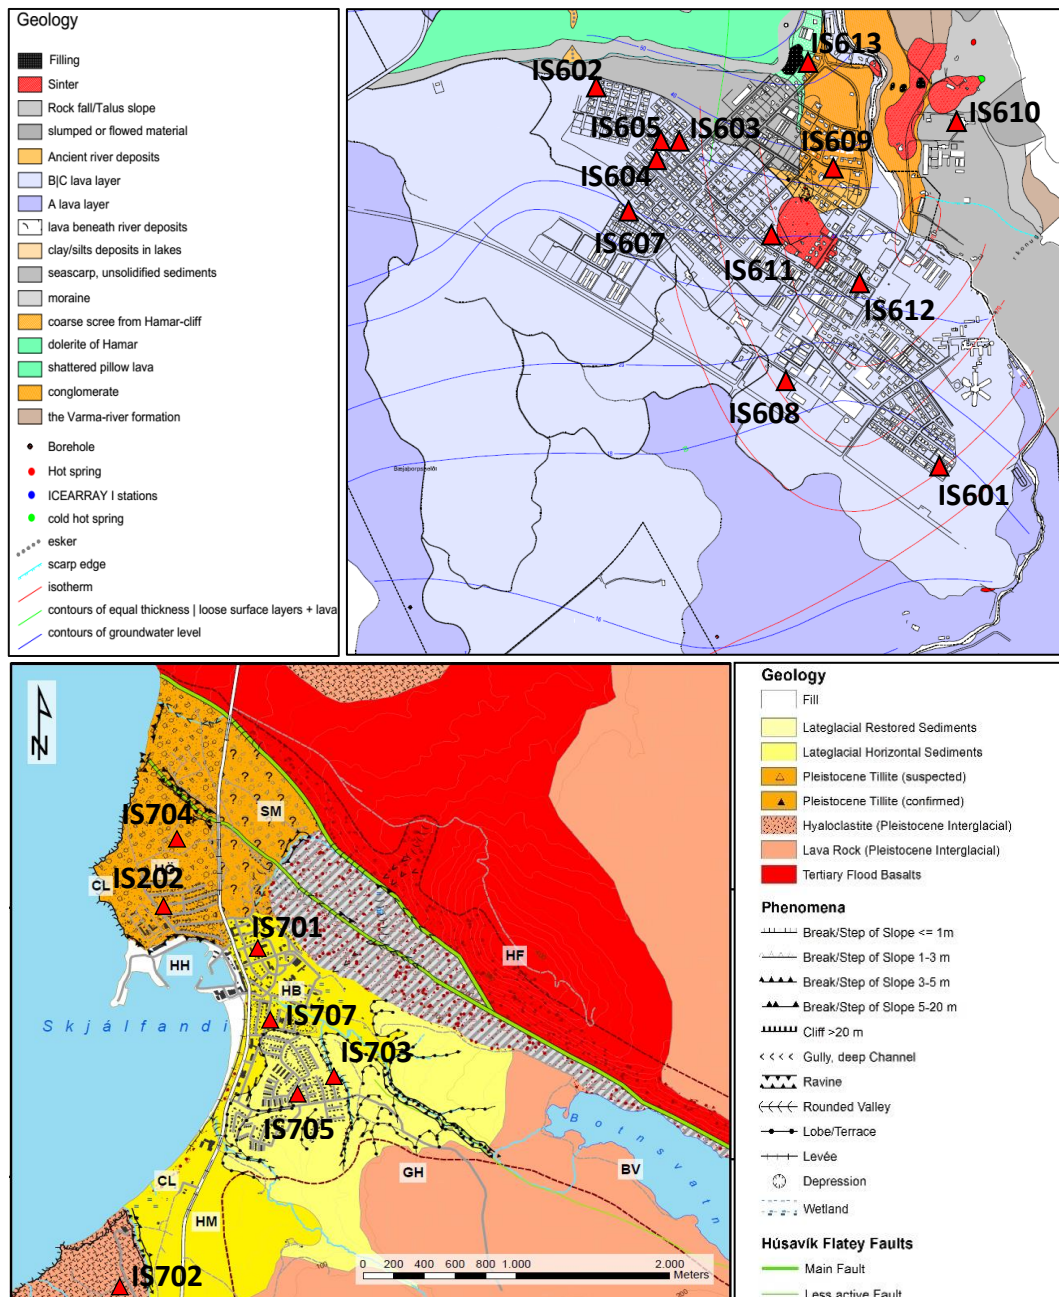 Geology
Filling
Sinter
Rock fall/Talus slope
slumped or flowed material
Ancient river deposits
B|C lava layer
A lava layer
lava beneath river deposits
clay/silts deposits in lakes
seascarp, unsolidified sediments
moraine
coarse scree from Hamar-cliff
dolerite of Hamar
shattered pillow lava
conglomerate
the Varma-river formation
Borehole
Hot spring
ICEARRAY I stations
cold hot spring
esker
scarp edge
isotherm
contours of equal thickness | loose surface layers + lava
contours of groundwater level
IS613
IS602
IS610
IS605
IS603
IS609
IS604
IS607
IS611
IS612
IS608
IS601
N
IS704
SM
HÖ
CL
IS202
IS701
HH
HF
HB
Skjálfandi
IS707
IS703
IS705
Botnsvatn
GH
BV
CL
HM
IS702
0 200 400 600 800 1.000 2.000
Meters
100
200
Geology
Fill
Lateglacial Restored Sediments
Lateglacial Horizontal Sediments
Pleistocene Tillite (suspected)
Pleistocene Tillite (confirmed)
Hyaloclastite (Pleistocene Interglacial)
Lava Rock (Pleistocene Interglacial)
Tertiary Flood Basalts
Phenomena
Break/Step of Slope <= 1m
Break/Step of Slope 1-3 m
Break/Step of Slope 3-5 m
Break/Step of Slope 5-20 m
Cliff >20 m
Gully, deep Channel
Ravine
Rounded Valley
Lobe/Terrace
Levée
Depression
Wetland
Húsavík Flatey Faults
Main Fault
Less active Fault